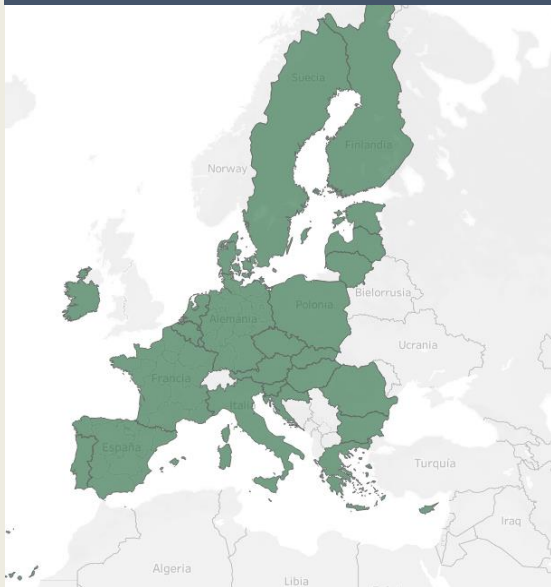 Suecia
Finlandia
Norway
Bielorrusia
Polonia
Alemania
Ucrania
Francia
Italia
España
Turquía
Iraq
Algeria
Libia